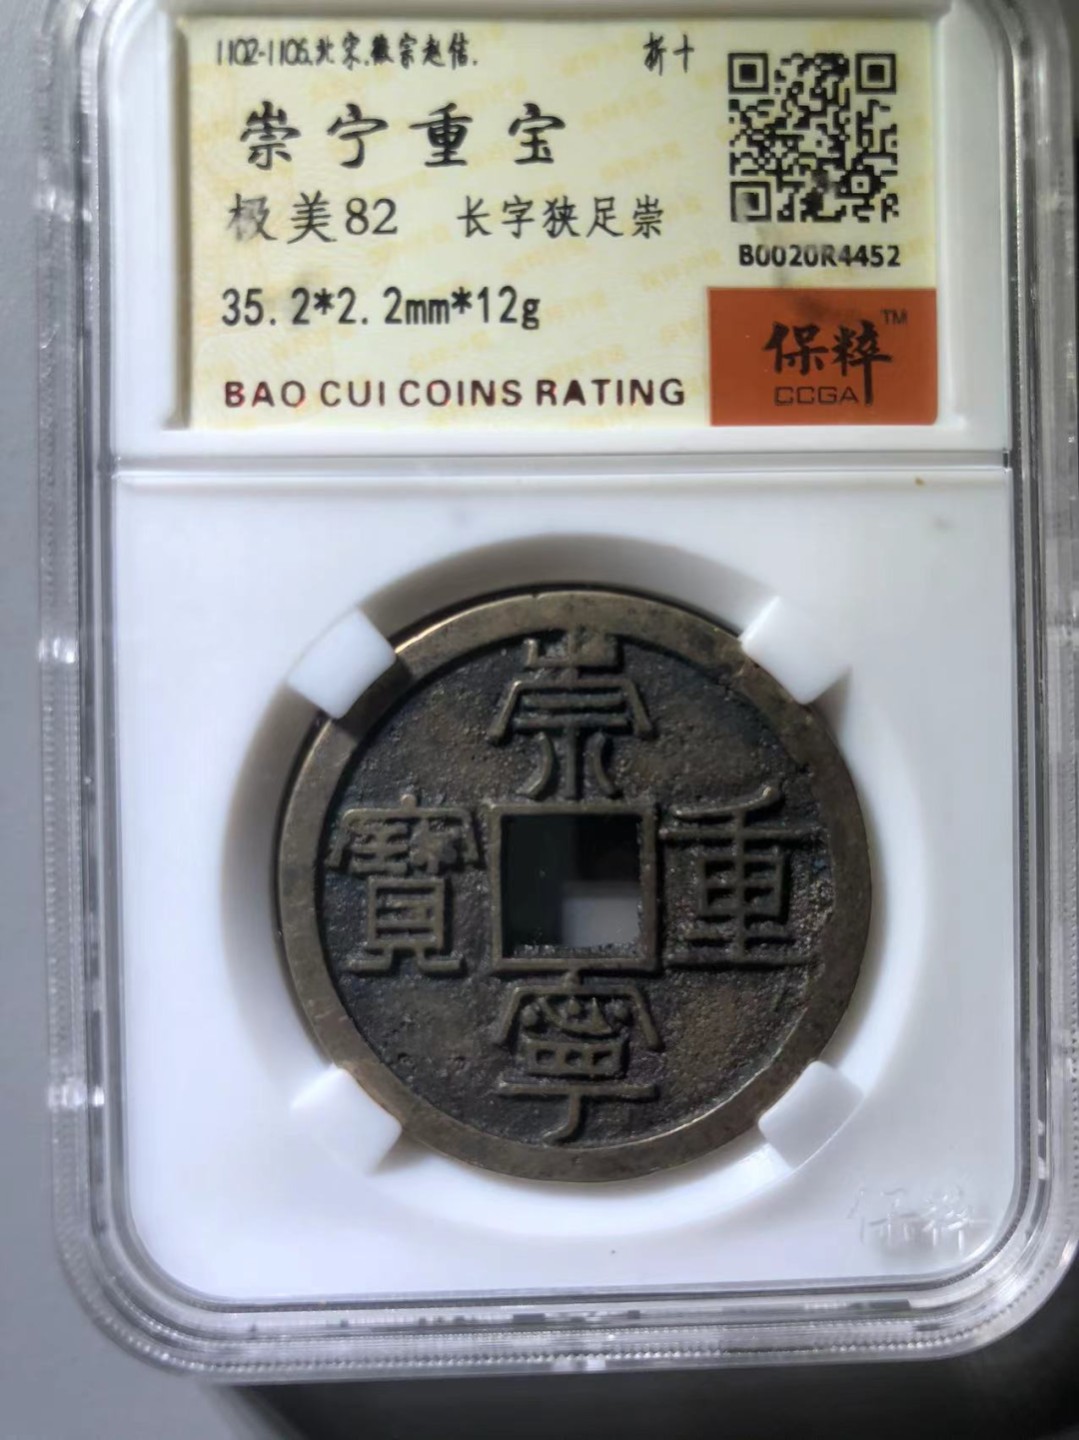 1102-1106.北宋.徽宗赵佶. 折十
崇宁重宝
极美82 长字狭足崇
B0020R4452
35.2*2.2mm*12g
保粹™
CCGA
BAO CUI COINS RATING
崇
寶 重
寧
保粹